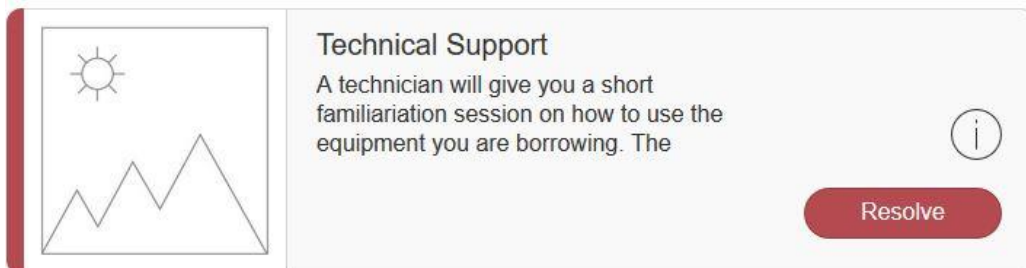 Technical Support
A technician will give you a short
familiariation session on how to use the
equipment you are borrowing. The
i
Resolve